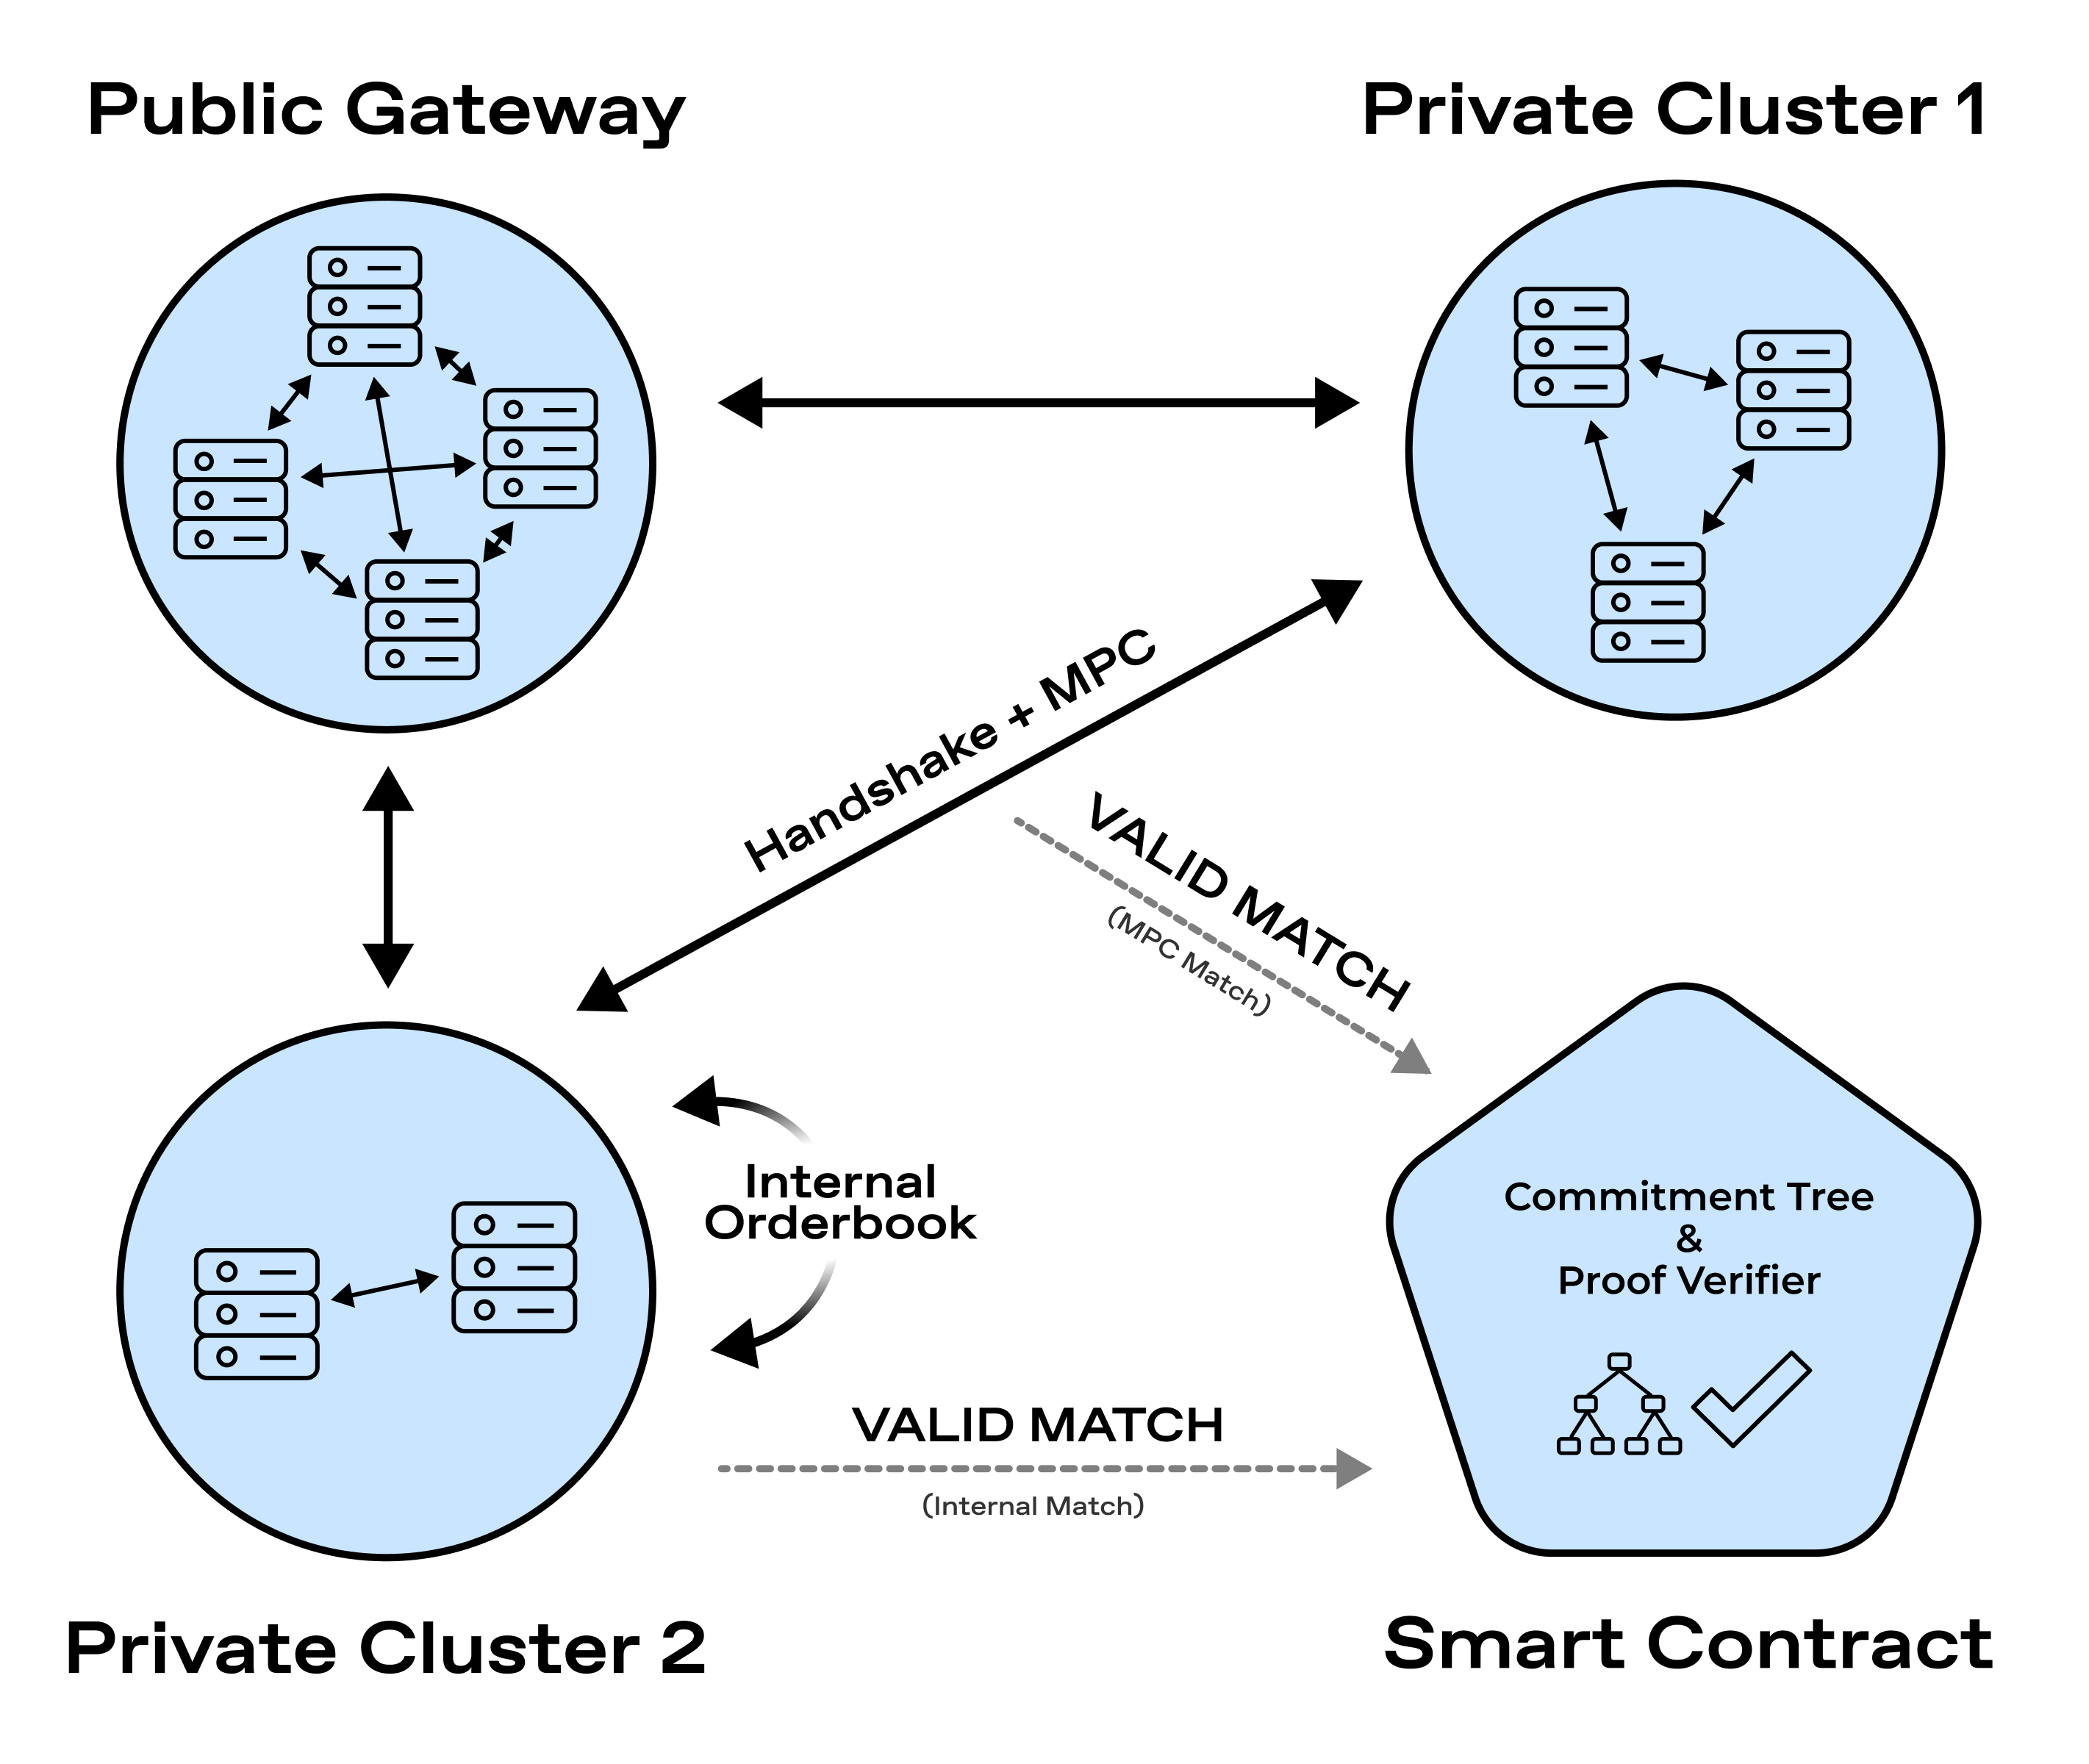 Public Gateway
Private Cluster 1
Handshake + MPC
VALID MATCH
(MPC Match)
Internal
Orderbook
Commitment Tree
&
Proof Verifier
VALID MATCH
(Internal Match)
Private Cluster 2
Smart Contract